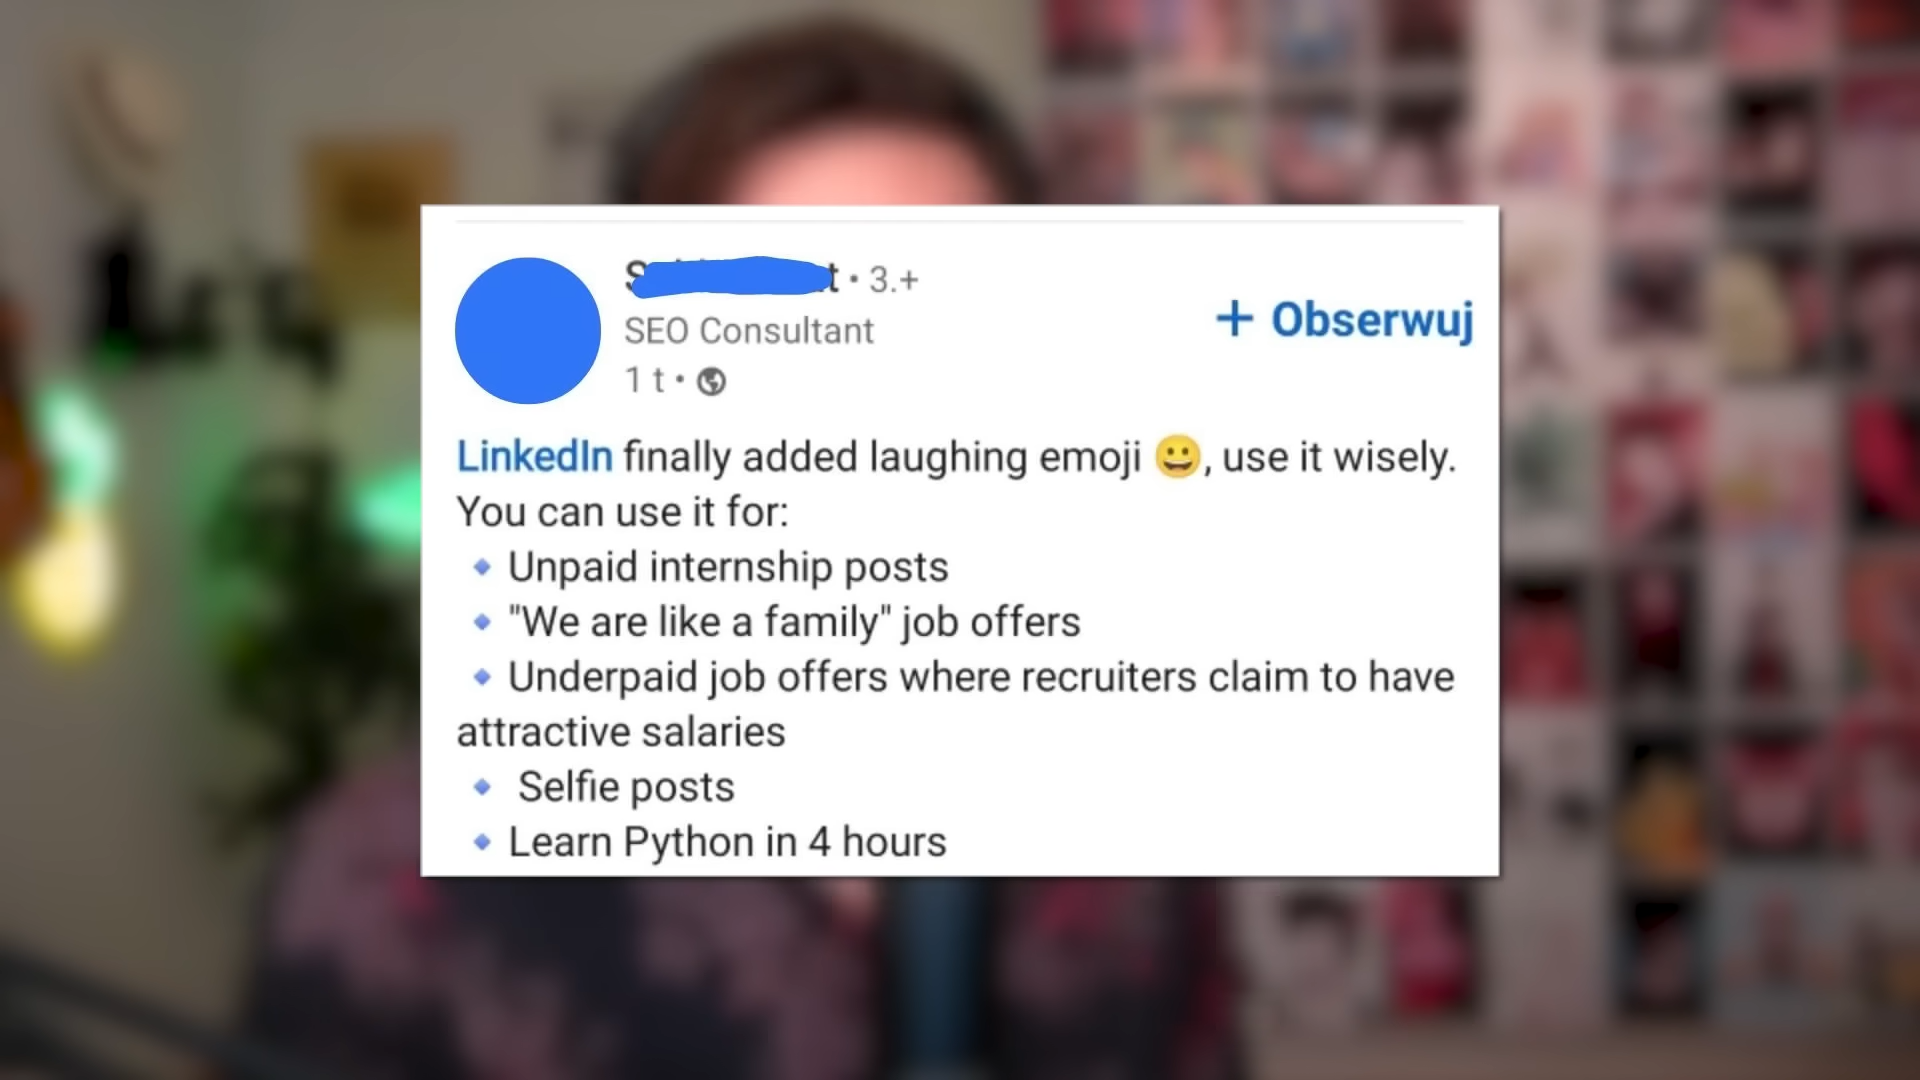 • 3.+
SEO Consultant
+ Obserwuj
1 t •
LinkedIn finally added laughing emoji 😀, use it wisely.
You can use it for:
🔹 Unpaid internship posts
🔹 "We are like a family" job offers
🔹 Underpaid job offers where recruiters claim to have
attractive salaries
🔹 Selfie posts
🔹 Learn Python in 4 hours